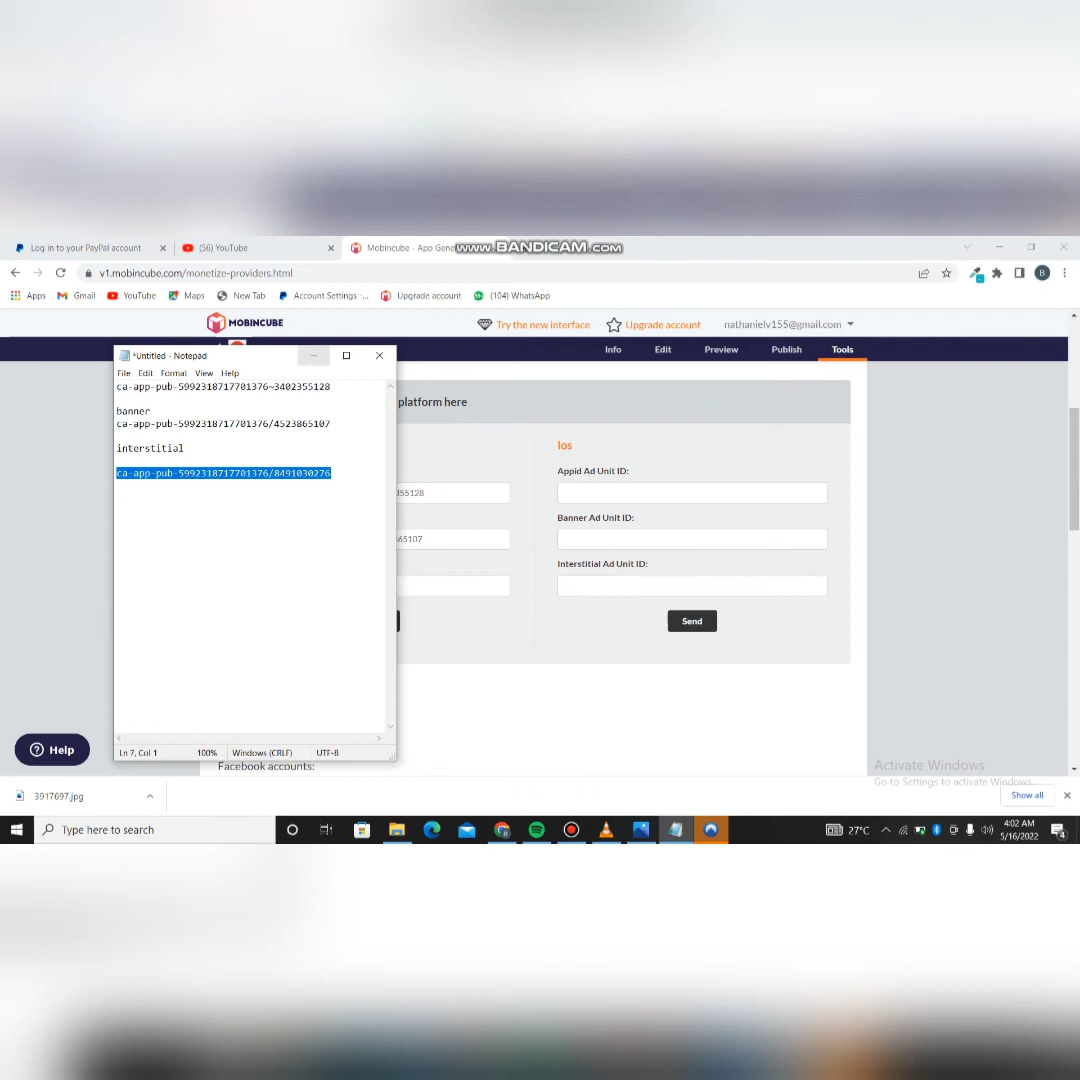 Log in to your PayPal account
(56) YouTube
Mobincube - App Gene
www.BANDICAM.com
v1.mobincube.com/monetize-providers.html
B
Apps
Gmail
YouTube
Maps
New Tab
Account Settings -...
Upgrade account
(104) WhatsApp
MOBINCUBE
Try the new interface
Upgrade account
nathanielv155@gmail.com
Info
Edit
Preview
Publish
Tools
*Untitled - Notepad
File
Edit
Format
View
Help
ca-app-pub-5992318717701376~3402355128
banner
ca-app-pub-5992318717701376/4523865107
interstitial
ca-app-pub-5992318717701376/8491030276
Ln 7, Col 1
100%
Windows (CRLF)
UTF-8
platform here
355128
65107
Ios
Appid Ad Unit ID:
Banner Ad Unit ID:
Interstitial Ad Unit ID:
Send
Help
Facebook accounts:
Activate Windows
Go to Settings to activate Windows.
3917697.jpg
Show all
Type here to search
27°C
4:02 AM
5/16/2022
4